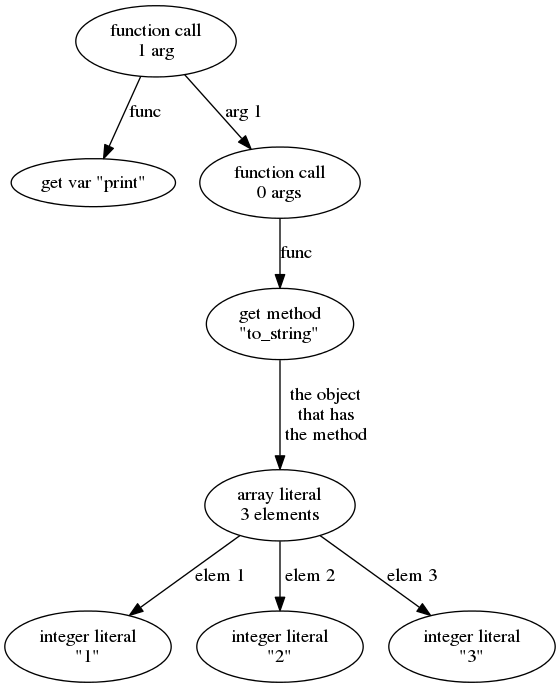 function call
1 arg
func
arg 1
get var "print"
function call
0 args
func
get method
"to_string"
the object
that has
the method
array literal
3 elements
elem 1
elem 2
elem 3
integer literal
"1"
integer literal
"2"
integer literal
"3"